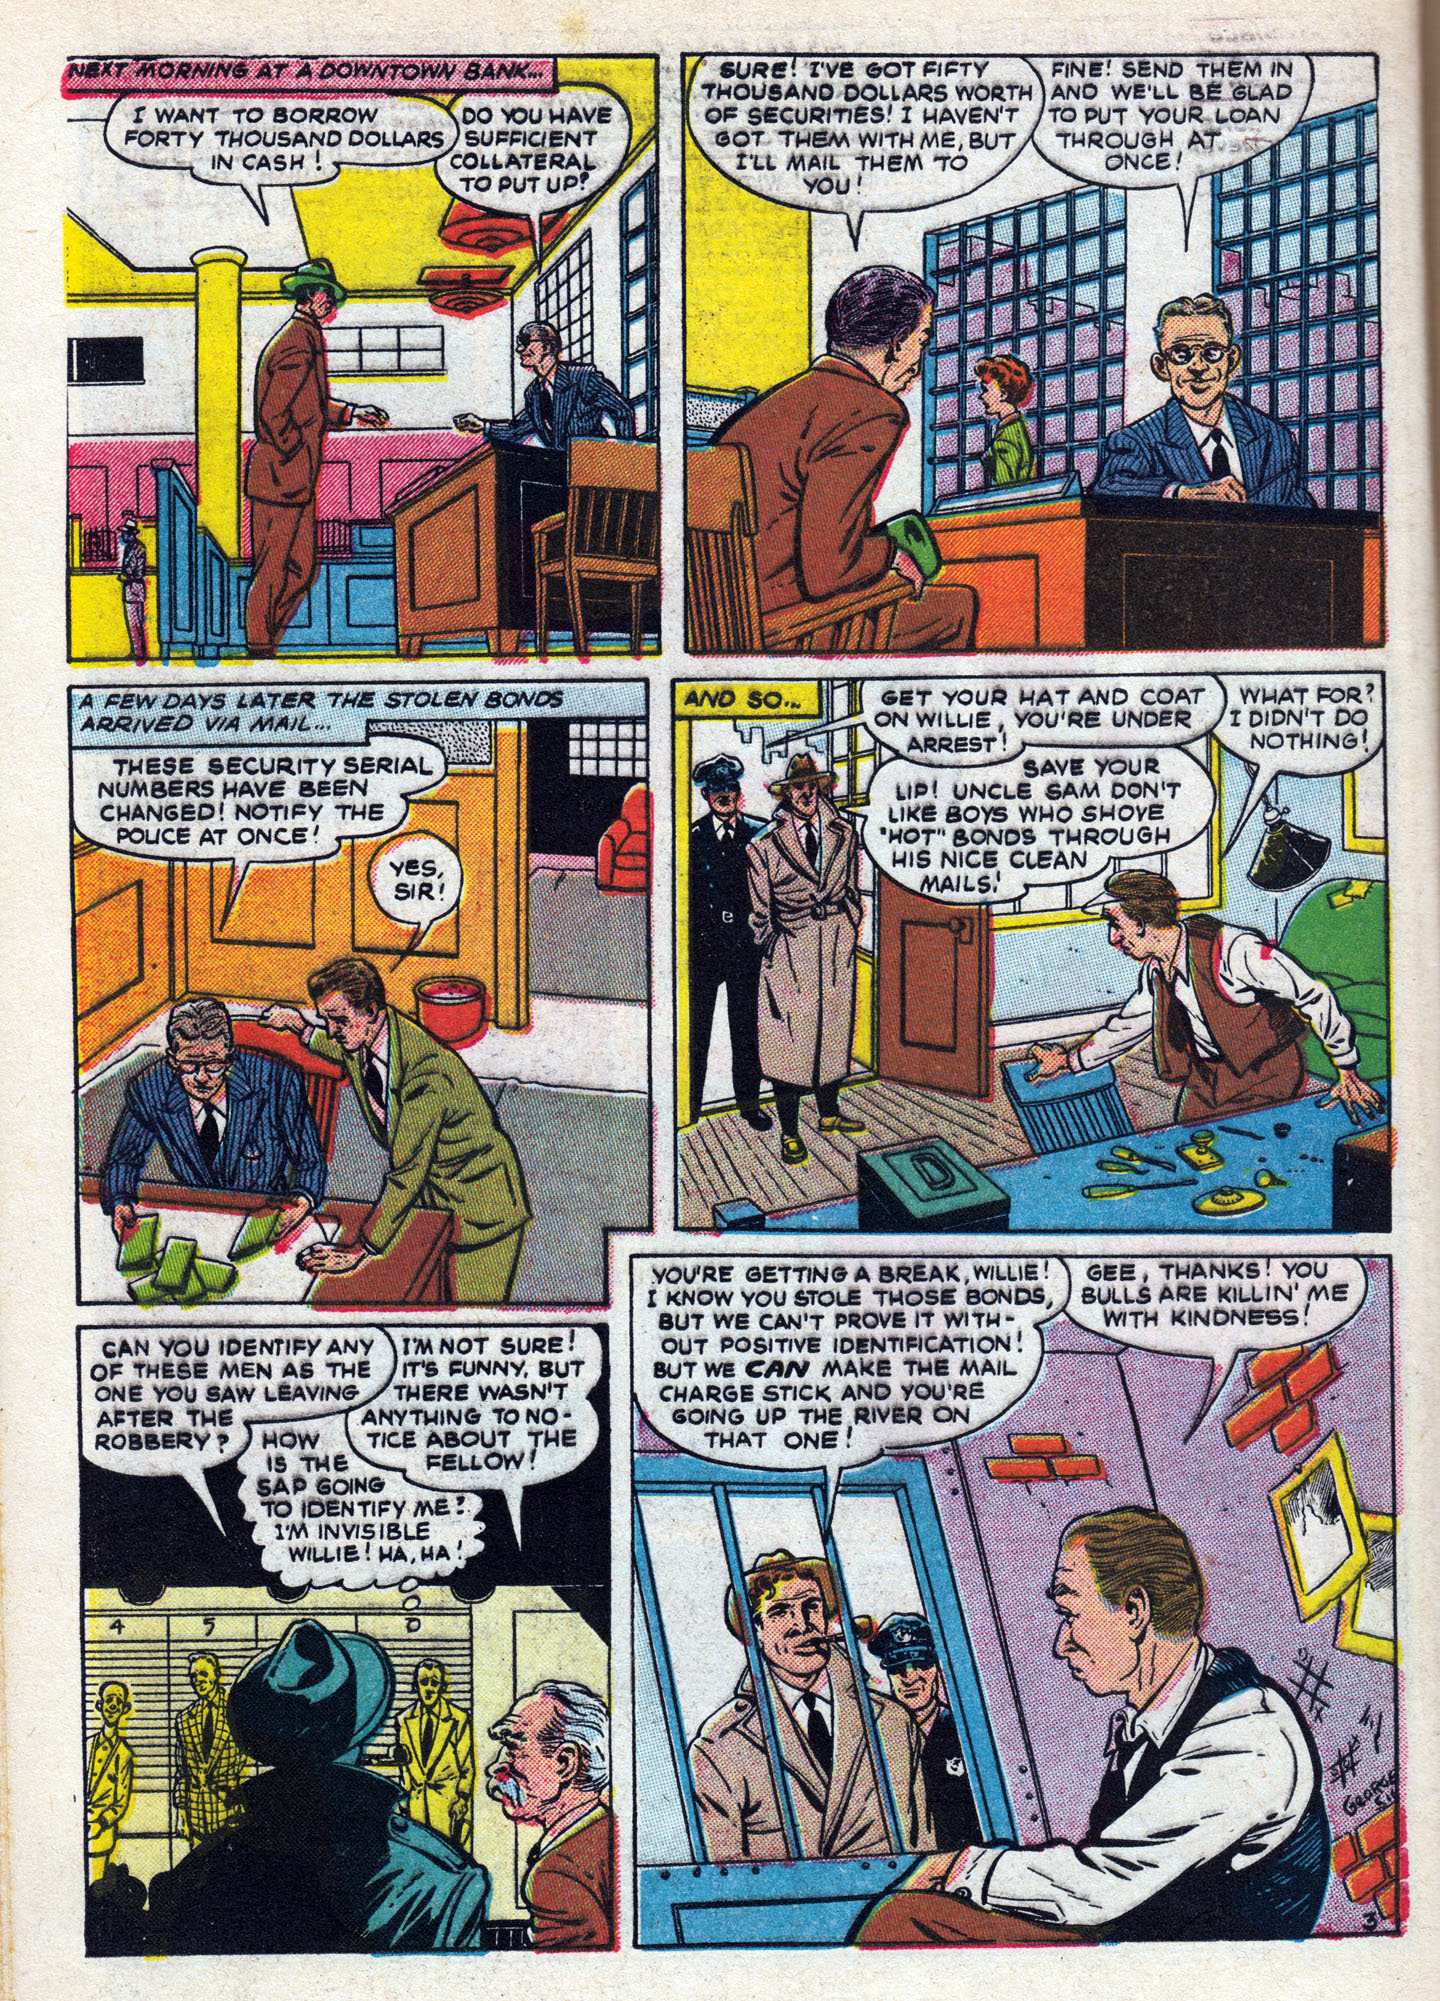 NEXT MORNING AT A DOWNTOWN BANK...
I WANT TO BORROW
FORTY THOUSAND DOLLARS
IN CASH!
DO YOU HAVE
SUFFICIENT
COLLATERAL
TO PUT UP?
SURE! I'VE GOT FIFTY
THOUSAND DOLLARS WORTH
OF SECURITIES! I HAVEN'T
GOT THEM WITH ME, BUT
I'LL MAIL THEM TO
YOU!
FINE! SEND THEM IN
AND WE'LL BE GLAD
TO PUT YOUR LOAN
THROUGH AT
ONCE!
A FEW DAYS LATER THE STOLEN BONDS
ARRIVED VIA MAIL...
THESE SECURITY SERIAL
NUMBERS HAVE BEEN
CHANGED! NOTIFY THE
POLICE AT ONCE!
YES,
SIR!
AND SO...
GET YOUR HAT AND COAT
ON WILLIE, YOU'RE UNDER
ARREST!
WHAT FOR?
I DIDN'T DO
NOTHING!
SAVE YOUR
LIP! UNCLE SAM DON'T
LIKE BOYS WHO SHOVE
"HOT" BONDS THROUGH
HIS NICE CLEAN
MAILS!
CAN YOU IDENTIFY ANY
OF THESE MEN AS THE
ONE YOU SAW LEAVING
AFTER THE
ROBBERY?
I'M NOT SURE!
IT'S FUNNY, BUT
THERE WASN'T
ANYTHING TO NO-
TICE ABOUT THE
FELLOW!
HOW
IS THE
SAP GOING
TO IDENTIFY ME?
I'M INVISIBLE
WILLIE! HA, HA!
4 5 6
YOU'RE GETTING A BREAK, WILLIE!
I KNOW YOU STOLE THOSE BONDS,
BUT WE CAN'T PROVE IT WITH-
OUT POSITIVE IDENTIFICATION!
BUT WE CAN MAKE THE MAIL
CHARGE STICK AND YOU'RE
GOING UP THE RIVER ON
THAT ONE!
GEE, THANKS! YOU
BULLS ARE KILLIN' ME
WITH KINDNESS!
GEORGE
3